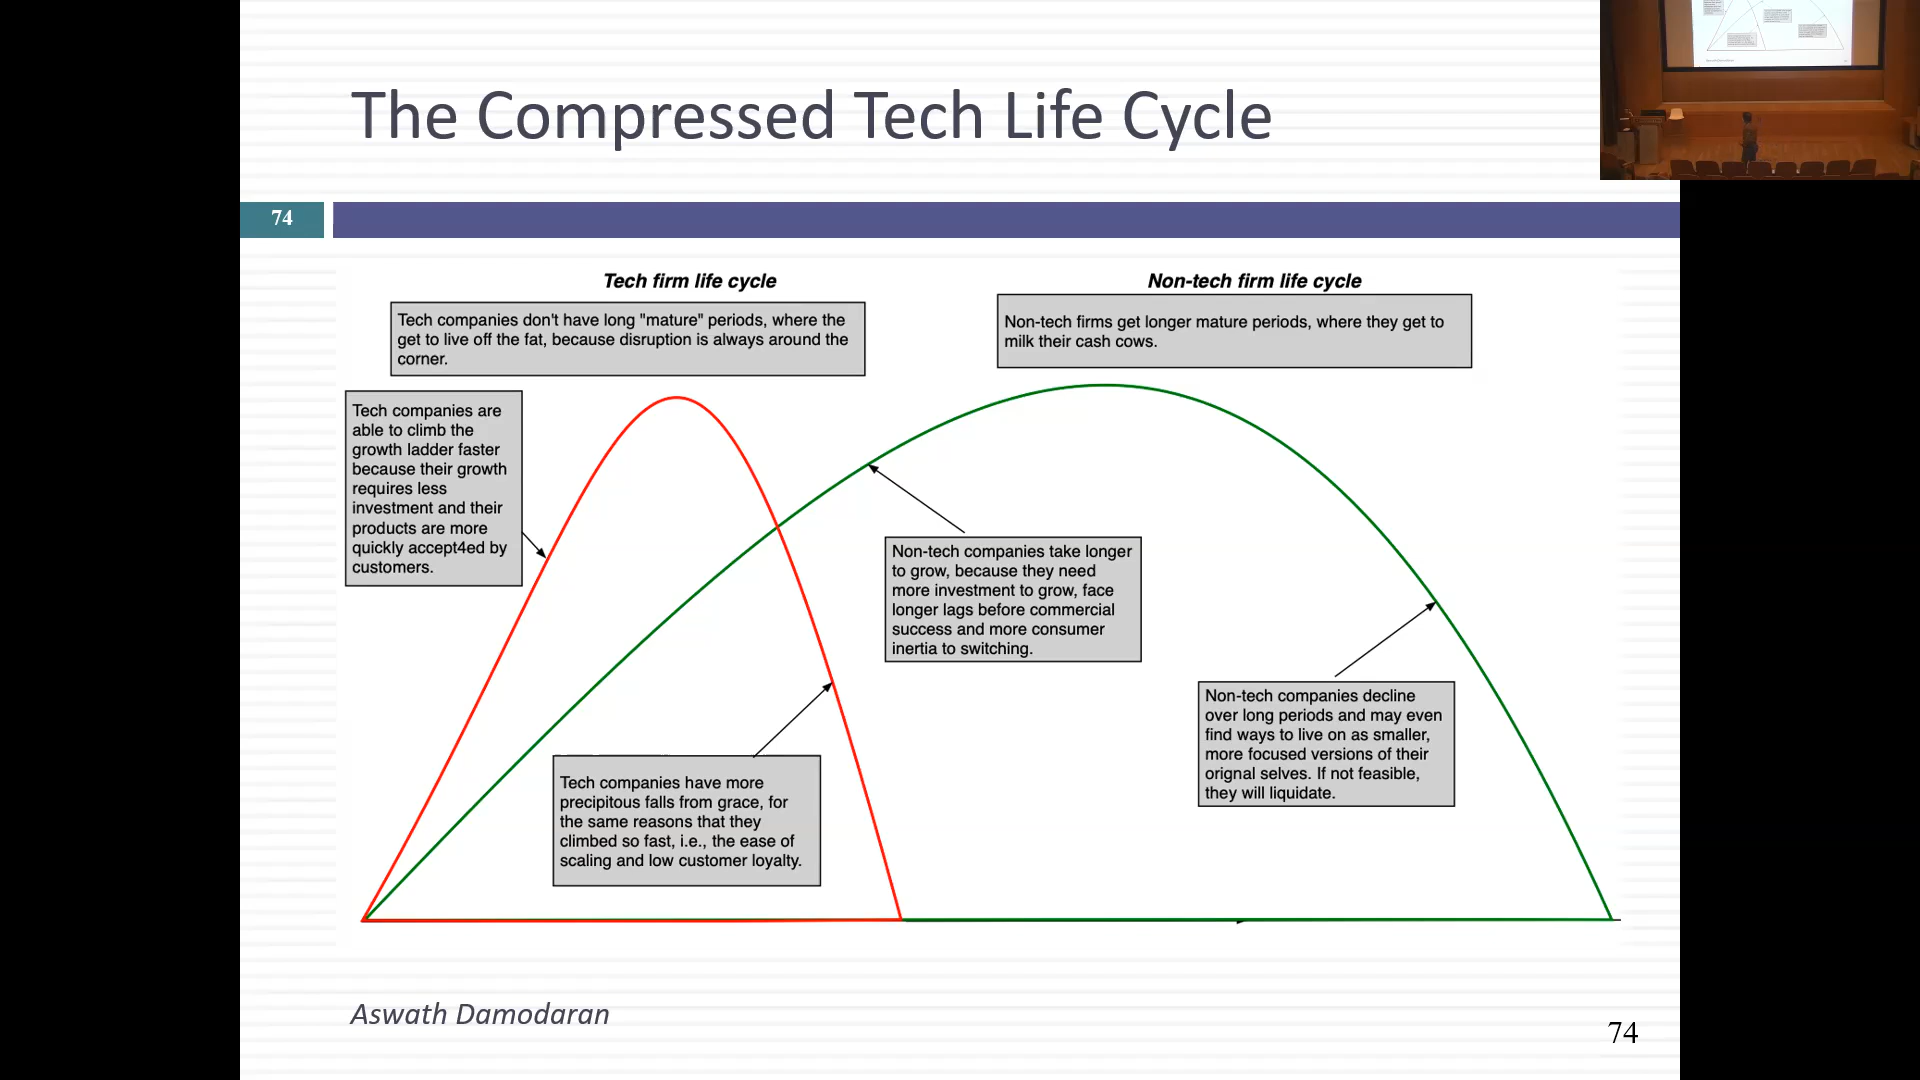 The Compressed Tech Life Cycle
74
Tech firm life cycle
Non-tech firm life cycle
Tech companies don't have long "mature" periods, where the
get to live off the fat, because disruption is always around the
corner.
Non-tech firms get longer mature periods, where they get to
milk their cash cows.
Tech companies are
able to climb the
growth ladder faster
because their growth
requires less
investment and their
products are more
quickly accept4ed by
customers.
Non-tech companies take longer
to grow, because they need
more investment to grow, face
longer lags before commercial
success and more consumer
inertia to switching.
Non-tech companies decline
over long periods and may even
find ways to live on as smaller,
more focused versions of their
orignal selves. If not feasible,
they will liquidate.
Tech companies have more
precipitous falls from grace, for
the same reasons that they
climbed so fast, i.e., the ease of
scaling and low customer loyalty.
Aswath Damodaran
74